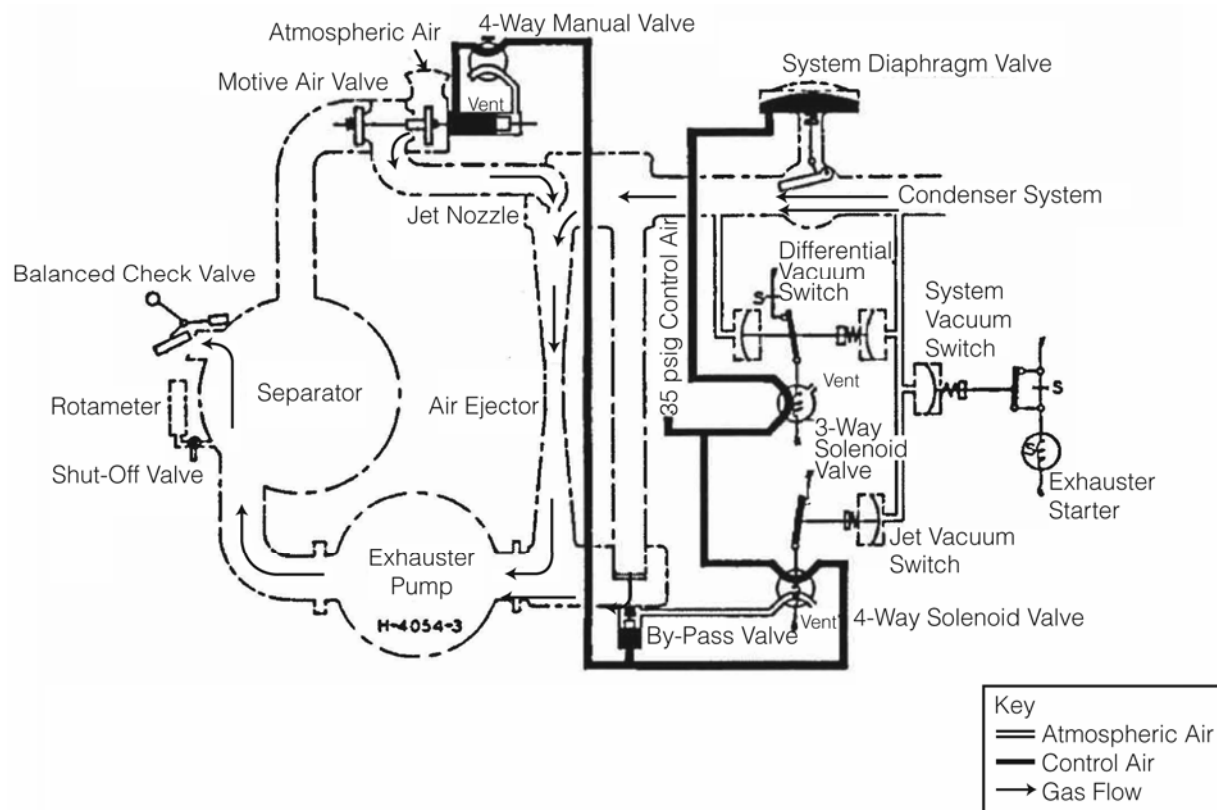 4-Way Manual Valve
Atmospheric Air
Motive Air Valve
System Diaphragm Valve
Vent
Condenser System
Jet Nozzle
35 psig Control Air
Differential
Vacuum
Switch
S
Balanced Check Valve
System
Vacuum
Switch
Vent
S
Rotameter
Separator
Air Ejector
3-Way
Solenoid
Valve
S
Shut-Off Valve
Exhauster
Starter
Jet Vacuum
Switch
Exhauster
Pump
H-4054-3
By-Pass Valve
Vent
4-Way Solenoid Valve
Key
Atmospheric Air
Control Air
Gas Flow